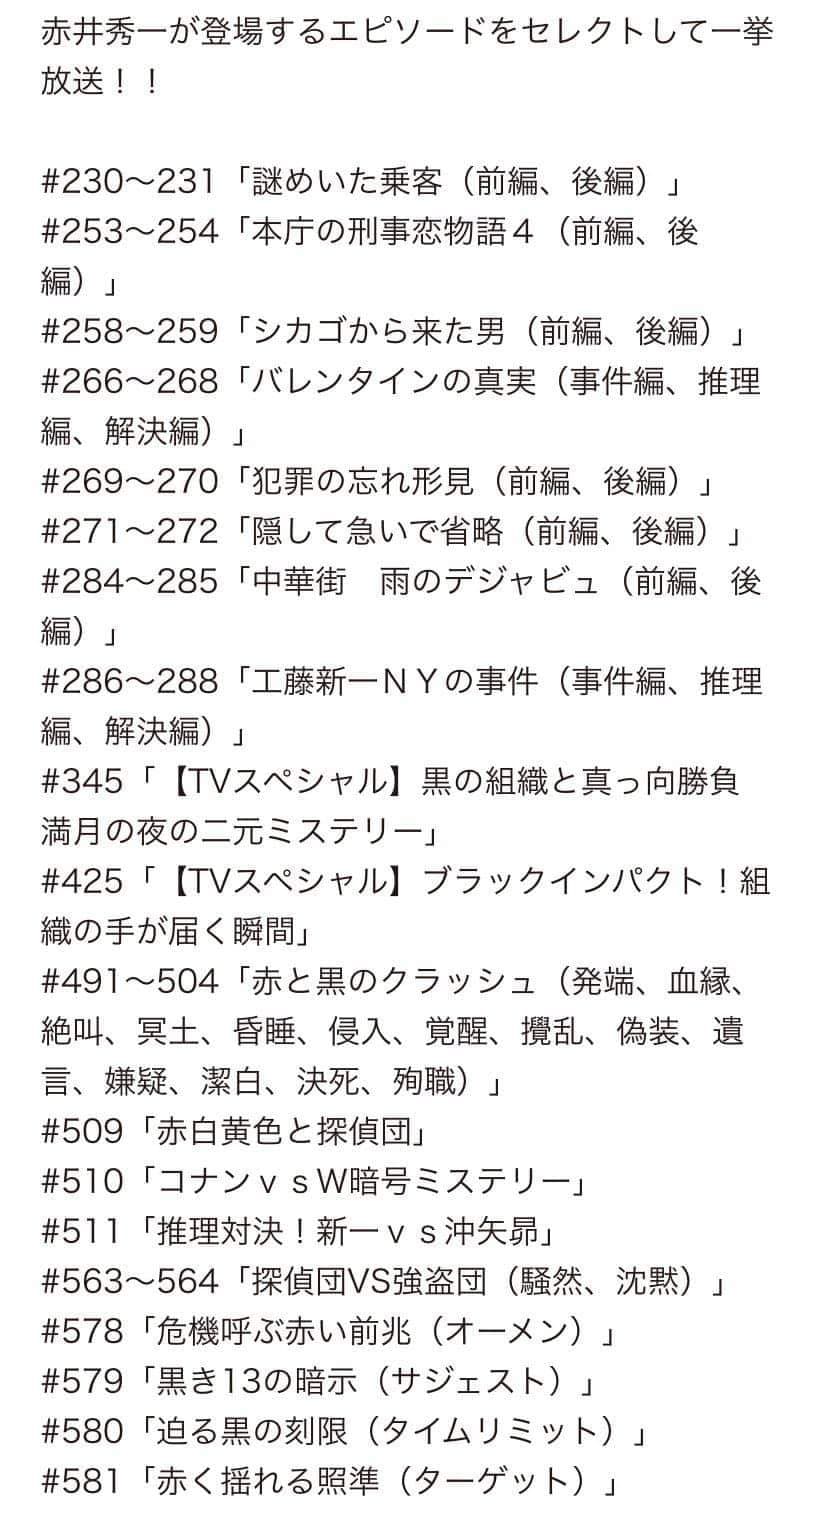 赤井秀一が登場するエピソードをセレクトして一挙
放送！！
#230〜231「謎めいた乗客（前編、後編）」
#253〜254「本庁の刑事恋物語４（前編、後
編）」
#258〜259「シカゴから来た男（前編、後編）」
#266〜268「バレンタインの真実（事件編、推理
編、解決編）」
#269〜270「犯罪の忘れ形見（前編、後編）」
#271〜272「隠して急いで省略（前編、後編）」
#284〜285「中華街　雨のデジャビュ（前編、後
編）」
#286〜288「工藤新一ＮＹの事件（事件編、推理
編、解決編）」
#345「【TVスペシャル】黒の組織と真っ向勝負
満月の夜の二元ミステリー」
#425「【TVスペシャル】ブラックインパクト！組
織の手が届く瞬間」
#491〜504「赤と黒のクラッシュ（発端、血縁、
絶叫、冥土、昏睡、侵入、覚醒、攪乱、偽装、遺
言、嫌疑、潔白、決死、殉職）」
#509「赤白黄色と探偵団」
#510「コナンｖｓW暗号ミステリー」
#511「推理対決！新一ｖｓ沖矢昴」
#563〜564「探偵団VS強盗団（騒然、沈黙）」
#578「危機呼ぶ赤い前兆（オーメン）」
#579「黒き13の暗示（サジェスト）」
#580「迫る黒の刻限（タイムリミット）」
#581「赤く揺れる照準（ターゲット）」